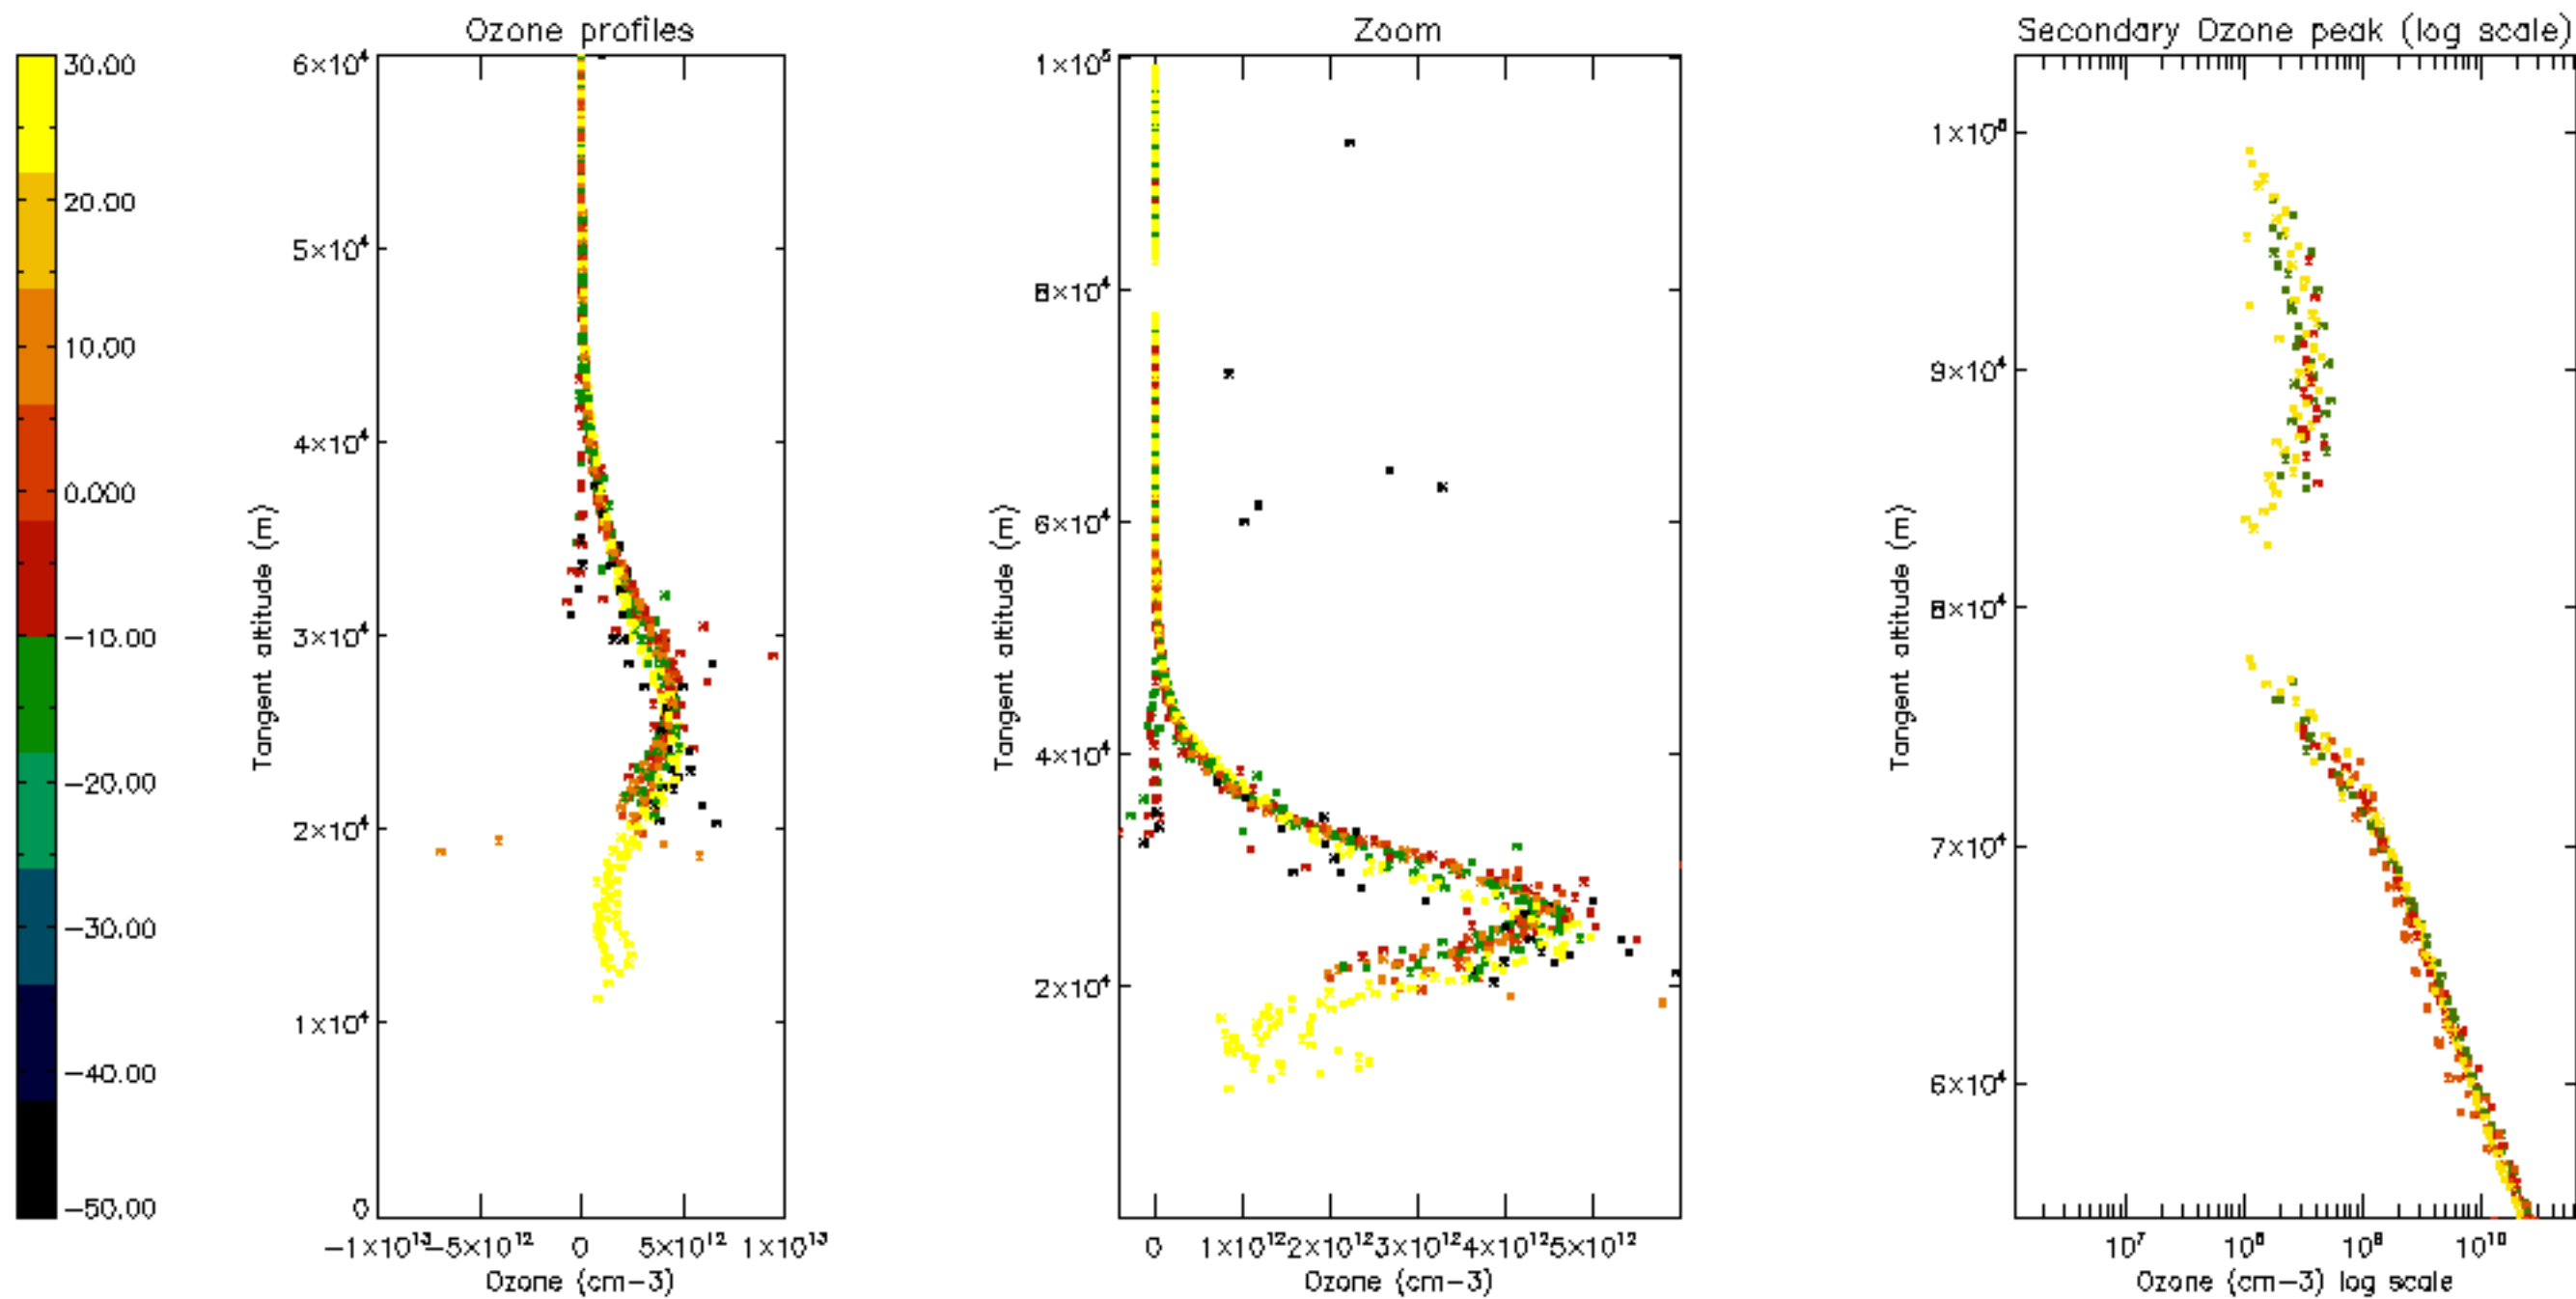 Ozone profiles
Zoom
Secondary Ozone peak (log scale)
30.00
20.00
10.00
0.000
−10.00
−20.00
−30.00
−40.00
−50.00
6×10⁴
5×10⁴
4×10⁴
3×10⁴
2×10⁴
1×10⁴
0
Tangent altitude (m)
−1×10¹³ −5×10¹² 0 5×10¹² 1×10¹³
Ozone (cm−3)
1×10⁵
8×10⁴
6×10⁴
4×10⁴
2×10⁴
Tangent altitude (m)
0 1×10¹² 2×10¹² 3×10¹² 4×10¹² 5×10¹²
Ozone (cm−3)
1×10⁵
9×10⁴
8×10⁴
7×10⁴
6×10⁴
Tangent altitude (m)
10⁷ 10⁸ 10⁹ 10¹⁰
Ozone (cm−3) log scale